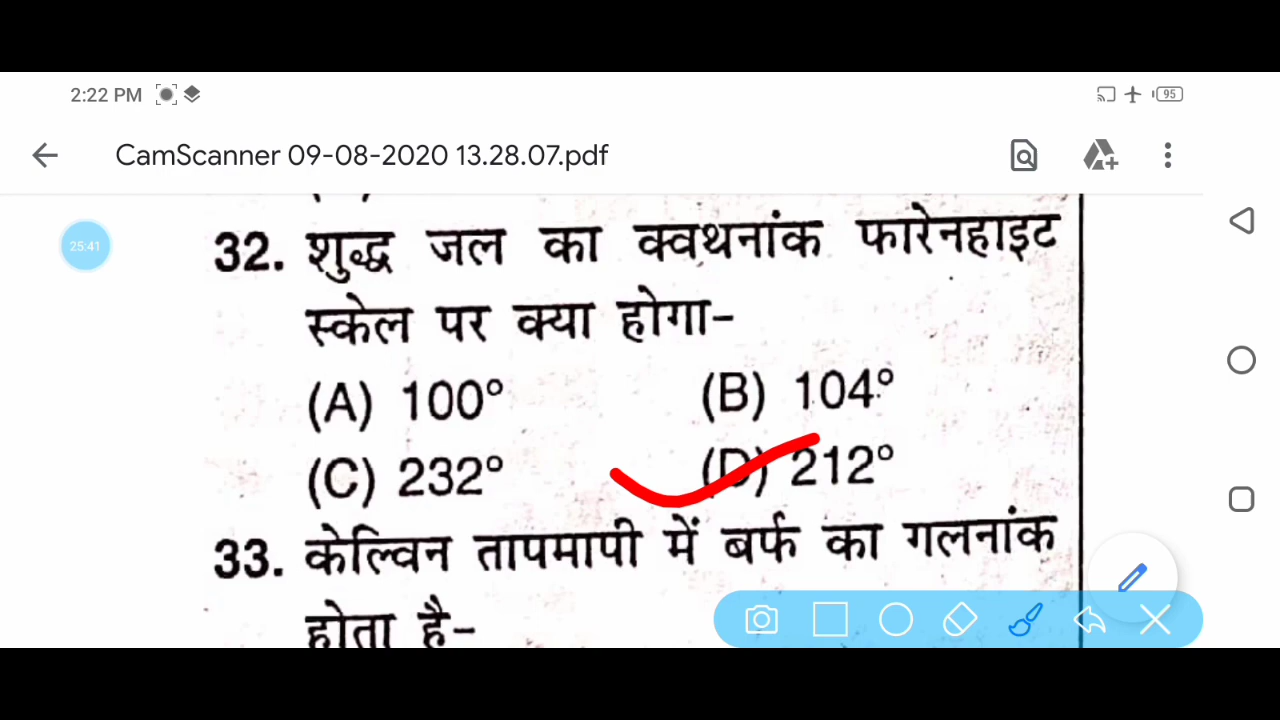 2:22 PM
95
CamScanner 09-08-2020 13.28.07.pdf
25:41
32. शुद्ध जल का क्वथनांक फारेनहाइट
स्केल पर क्या होगा-
(A) 100° (B) 104°
(C) 232° (D) 212°
33. केल्विन तापमापी में बर्फ का गलनांक
होता है-